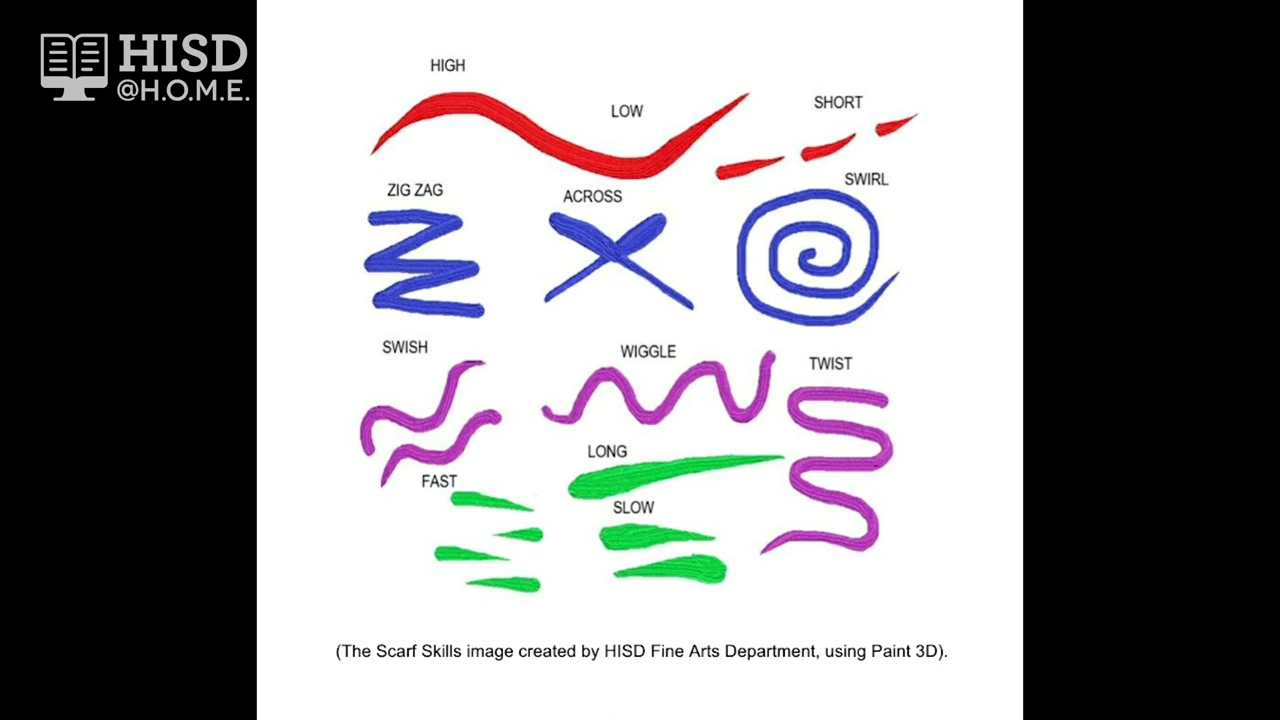 HISD
@H.O.M.E.
HIGH
LOW
SHORT
ZIG ZAG
ACROSS
SWIRL
SWISH
WIGGLE
TWIST
LONG
FAST
SLOW
(The Scarf Skills image created by HISD Fine Arts Department, using Paint 3D).